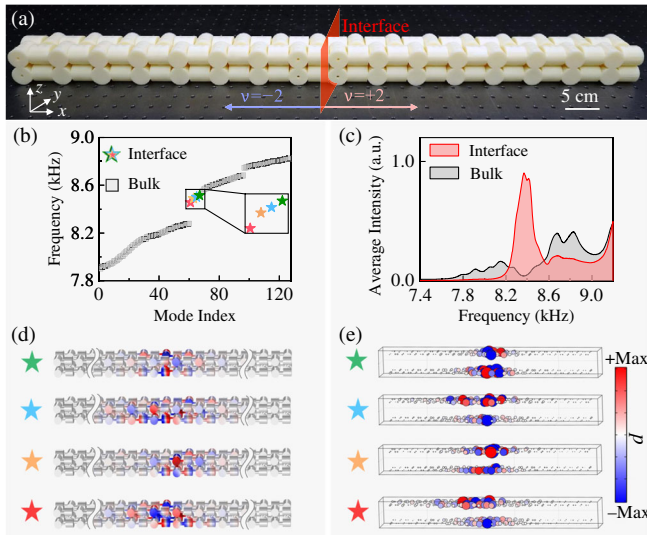 (a)
Interface
z
y
x
ν=−2
ν=+2
5 cm
(b)
Frequency (kHz)
9.0
8.6
8.2
7.8
Interface
Bulk
0
40
80
120
Mode Index
(c)
Average Intensity (a.u.)
1.0
0.0
Interface
Bulk
7.4 7.8 8.2 8.6 9.0
Frequency (kHz)
(d)
(e)
+Max
p
−Max